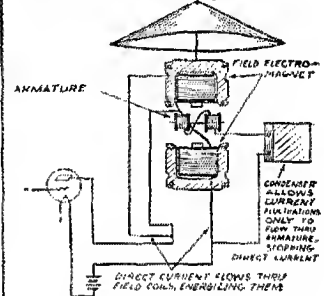 FIELD ELECTRO-
MAGNET
ARMATURE
CONDENSER
ALLOWS
CURRENT
FLUCTUATIONS
ONLY TO
FLOW THRU
ARMATURE,
STOPPING
DIRECT CURRENT
DIRECT CURRENT FLOWS THRU
FIELD COILS, ENERGIZING THEM